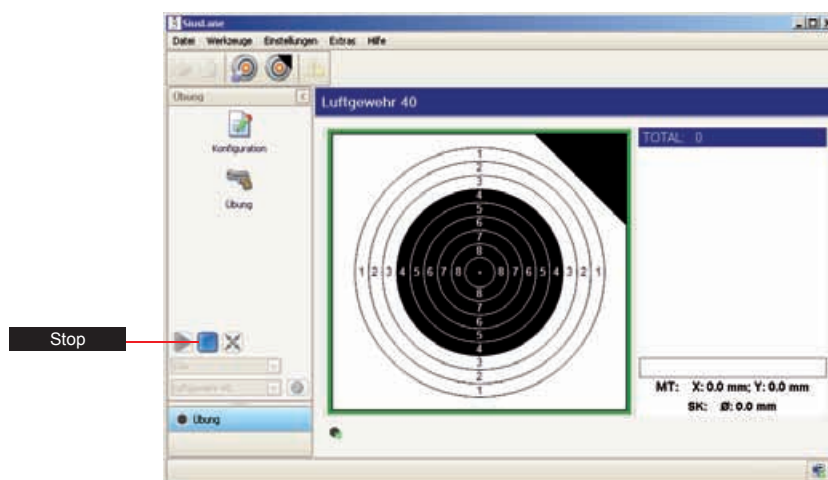 SiusLane
Datei Werkzeuge Einstellungen Extras Hilfe
Übung
Luftgewehr 40
Konfiguration
Übung
TOTAL: 0
1
2
3
4
5
6
7
8
1 2 3 4 5 6 7 8 8 7 6 5 4 3 2 1
8
7
6
5
4
3
2
1
Stop
Luftgewehr 40
MT: X: 0.0 mm; Y: 0.0 mm
SK: Ø: 0.0 mm
Übung